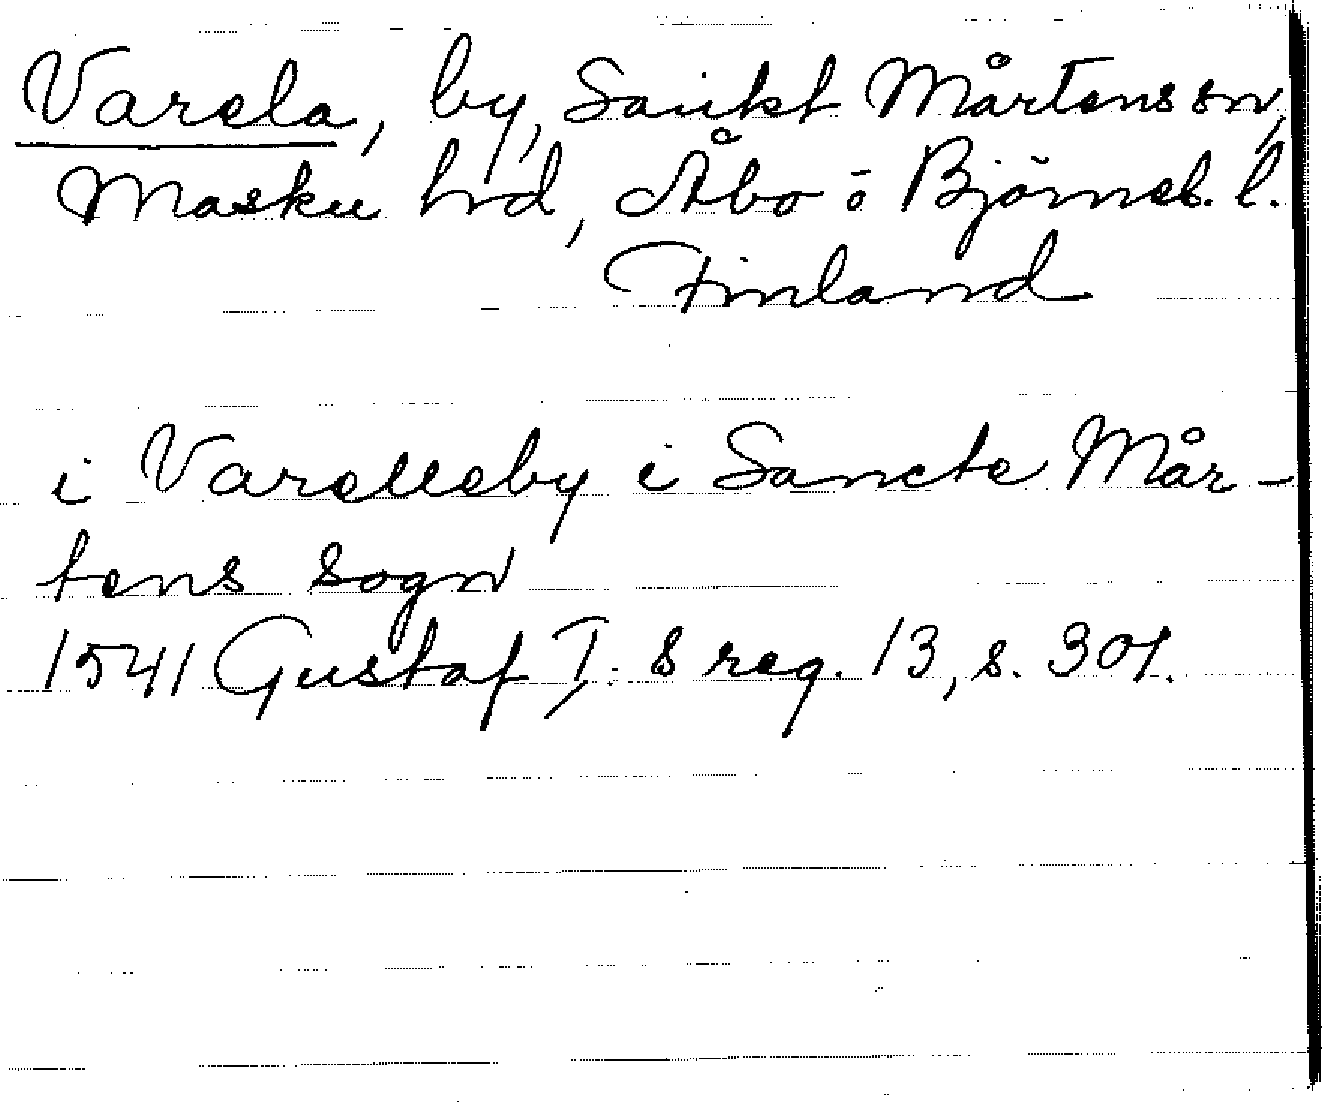 Varela, by, Sankt Mårtens sn,
Masku hd, Åbo o Björneb. l.
Finland
i Varelleby i Sancte Mår-
tens sogn
1541 Gustaf I: s reg. 13, s. 301.